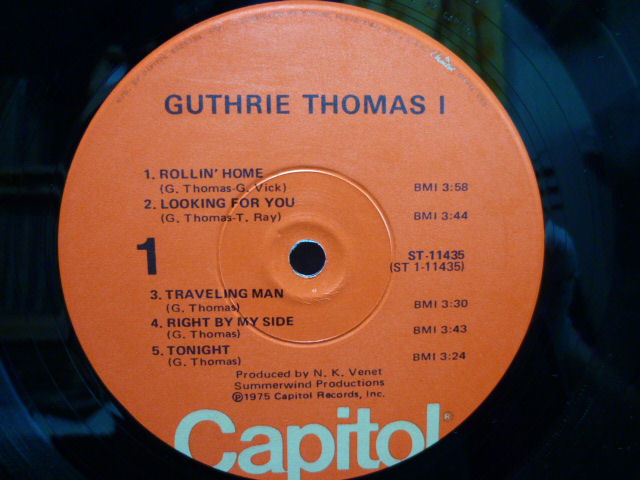 GUTHRIE THOMAS I
1. ROLLIN' HOME
(G. Thomas-G. Vick) BMI 3:58
2. LOOKING FOR YOU
(G. Thomas-T. Ray) BMI 3:44
1
ST-11435
(ST 1-11435)
3. TRAVELING MAN
(G. Thomas) BMI 3:30
4. RIGHT BY MY SIDE
(G. Thomas) BMI 3:43
5. TONIGHT
(G. Thomas) BMI 3:24
Produced by N. K. Venet
Summerwind Productions
Ⓟ1975 Capitol Records, Inc.
Capitol®